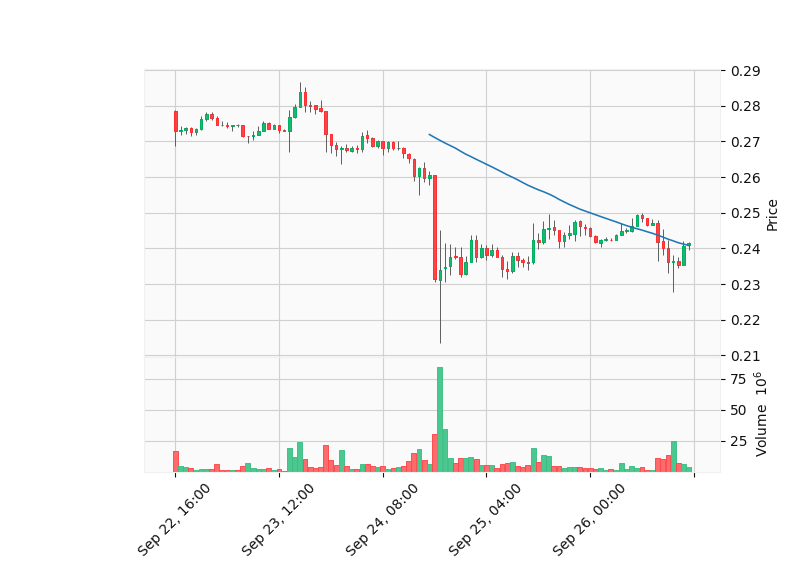 0.29
0.28
0.27
0.26
0.25
0.24
0.23
0.22
0.21
Price
75
50
25
Volume 10^6
Sep 22, 16:00
Sep 23, 12:00
Sep 24, 08:00
Sep 25, 04:00
Sep 26, 00:00